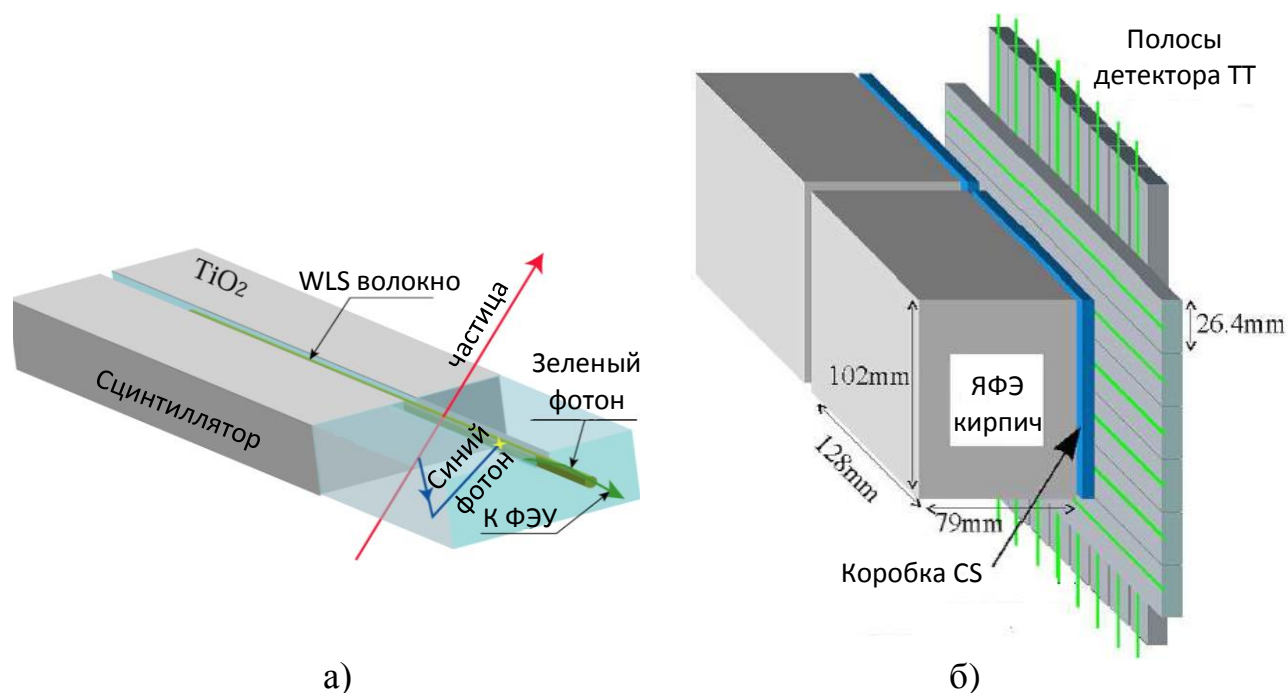 Полосы
детектора ТТ
TiO2
WLS волокно
частица
Зеленый
фотон
Сцинтиллятор
Синий
фотон
К ФЭУ
26.4mm
102mm
ЯФЭ
кирпич
128mm
79mm
Коробка CS
а)
б)